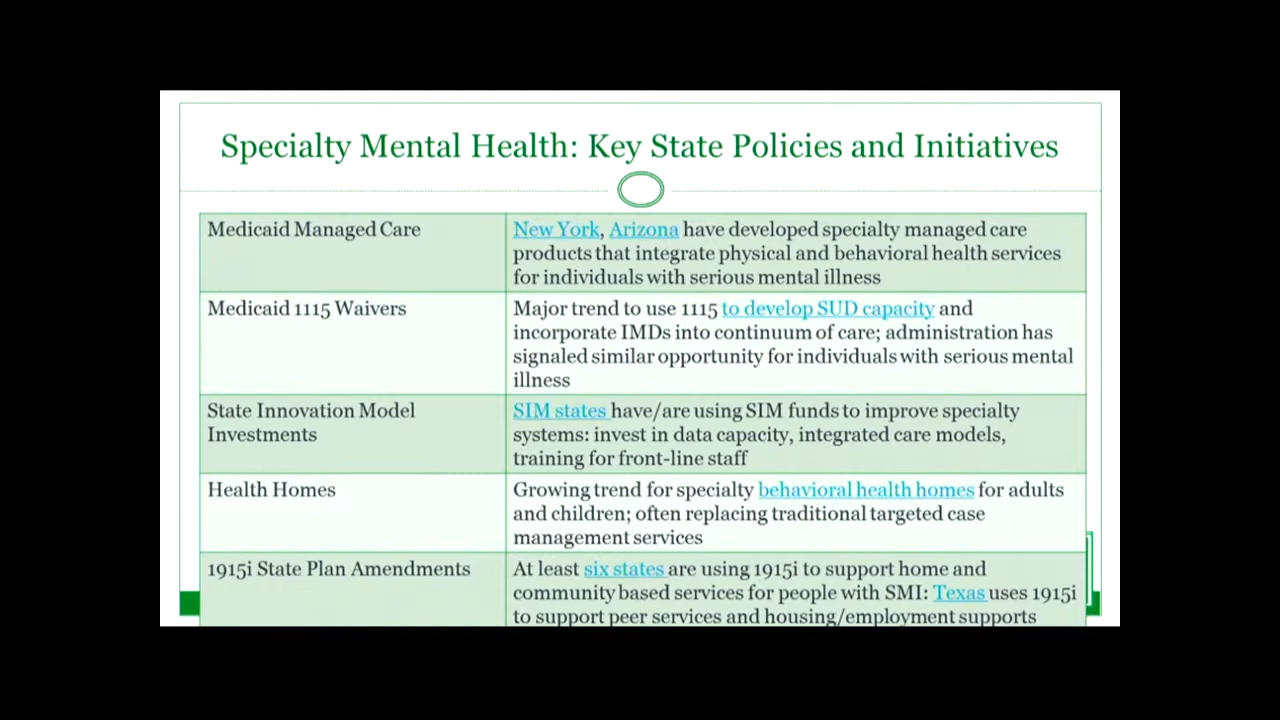 Specialty Mental Health: Key State Policies and Initiatives
Medicaid Managed Care
New York, Arizona have developed specialty managed care
products that integrate physical and behavioral health services
for individuals with serious mental illness
Medicaid 1115 Waivers
Major trend to use 1115 to develop SUD capacity and
incorporate IMDs into continuum of care; administration has
signaled similar opportunity for individuals with serious mental
illness
State Innovation Model
Investments
SIM states have/are using SIM funds to improve specialty
systems: invest in data capacity, integrated care models,
training for front-line staff
Health Homes
Growing trend for specialty behavioral health homes for adults
and children; often replacing traditional targeted case
management services
1915i State Plan Amendments
At least six states are using 1915i to support home and
community based services for people with SMI: Texas uses 1915i
to support peer services and housing/employment supports